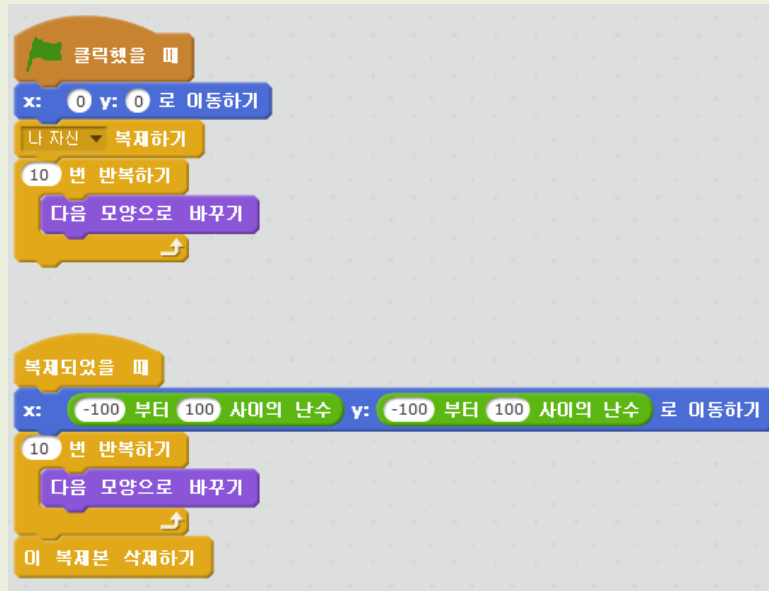 클릭했을 때
x: 0 y: 0 로 이동하기
나 자신 복제하기
10 번 반복하기
다음 모양으로 바꾸기
복제되었을 때
x: -100 부터 100 사이의 난수 y: -100 부터 100 사이의 난수 로 이동하기
10 번 반복하기
다음 모양으로 바꾸기
이 복제본 삭제하기